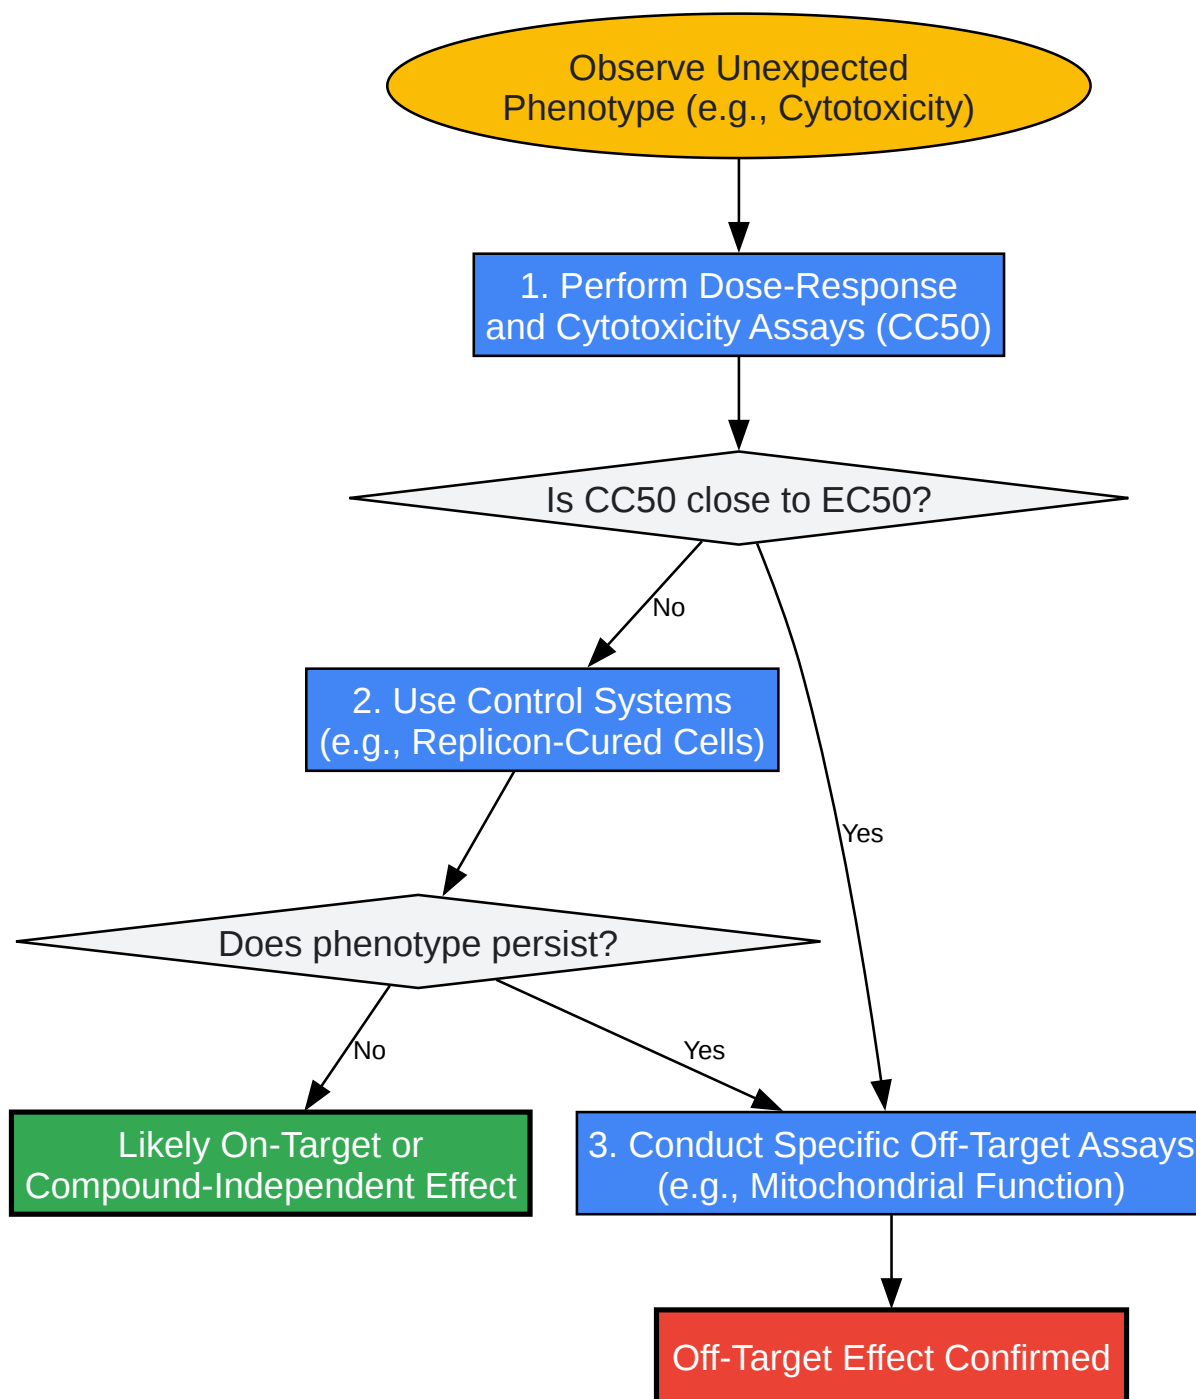 Observe Unexpected
Phenotype (e.g., Cytotoxicity)
1. Perform Dose-Response
and Cytotoxicity Assays (CC50)
Is CC50 close to EC50?
No
2. Use Control Systems
(e.g., Replicon-Cured Cells)
Yes
Does phenotype persist?
No
Yes
Likely On-Target or
Compound-Independent Effect
3. Conduct Specific Off-Target Assays
(e.g., Mitochondrial Function)
Off-Target Effect Confirmed